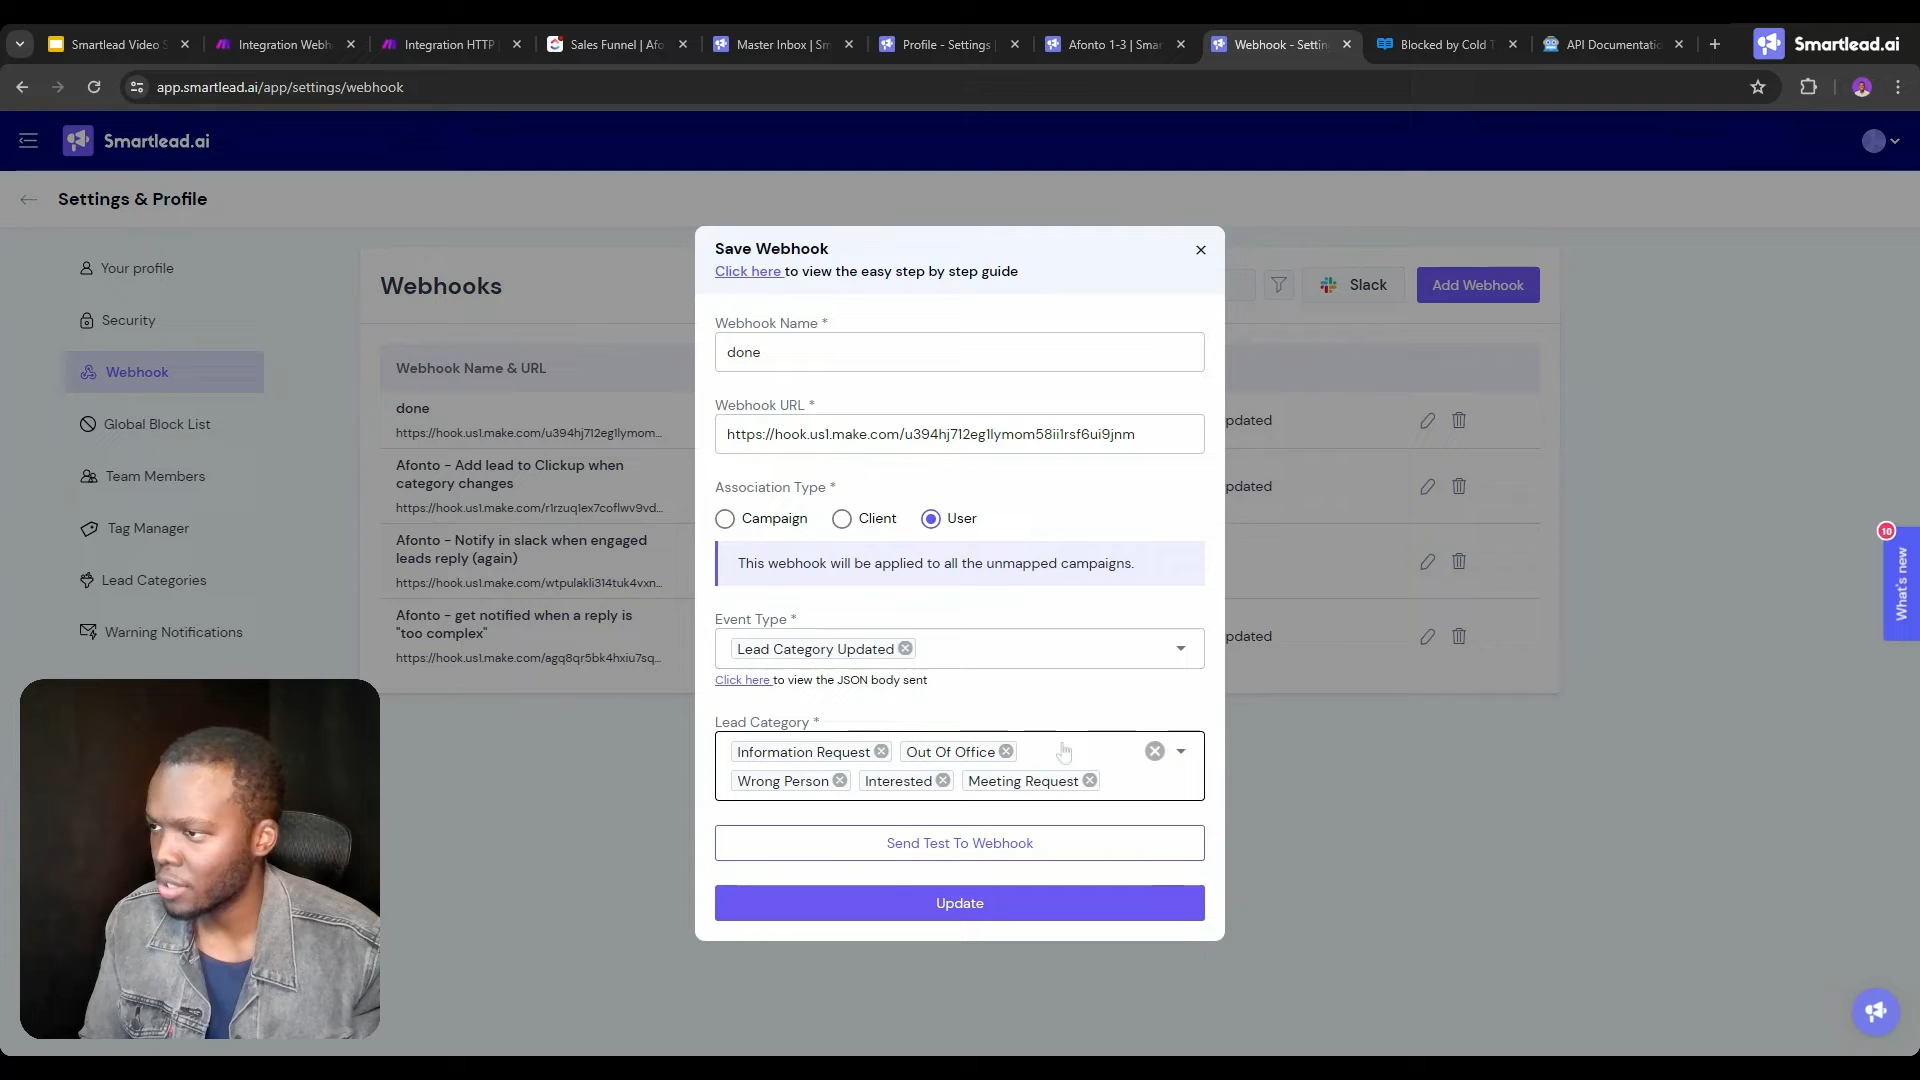 Smartlead Video S
Integration Webh
Integration HTTP
Sales Funnel | Afo
Master Inbox | Sm
Profile - Settings |
Afonto 1-3 | Smar
Webhook - Settin
Blocked by Cold T
API Documentatio
Smartlead.ai
app.smartlead.ai/app/settings/webhook
Smartlead.ai
Settings & Profile
Your profile
Security
Webhook
Global Block List
Team Members
Tag Manager
Lead Categories
Warning Notifications
Webhooks
Slack
Add Webhook
Webhook Name & URL
done
https://hook.us1.make.com/u394hj712eg1lymom...
pdated
Afonto - Add lead to Clickup when
category changes
https://hook.us1.make.com/r1rzuq1ex7coflwv9vd...
pdated
Afonto - Notify in slack when engaged
leads reply (again)
https://hook.us1.make.com/wtpulakli314tuk4vxn...
Afonto - get notified when a reply is
"too complex"
https://hook.us1.make.com/agq8qr5bk4hxiu7sq...
pdated
Save Webhook
Click here to view the easy step by step guide
Webhook Name *
done
Webhook URL *
https://hook.us1.make.com/u394hj712eg1lymom58ii1rsf6ui9jnm
Association Type *
Campaign
Client
User
This webhook will be applied to all the unmapped campaigns.
Event Type *
Lead Category Updated
Click here to view the JSON body sent
Lead Category *
Information Request
Out Of Office
Wrong Person
Interested
Meeting Request
Send Test To Webhook
Update
10
What's new